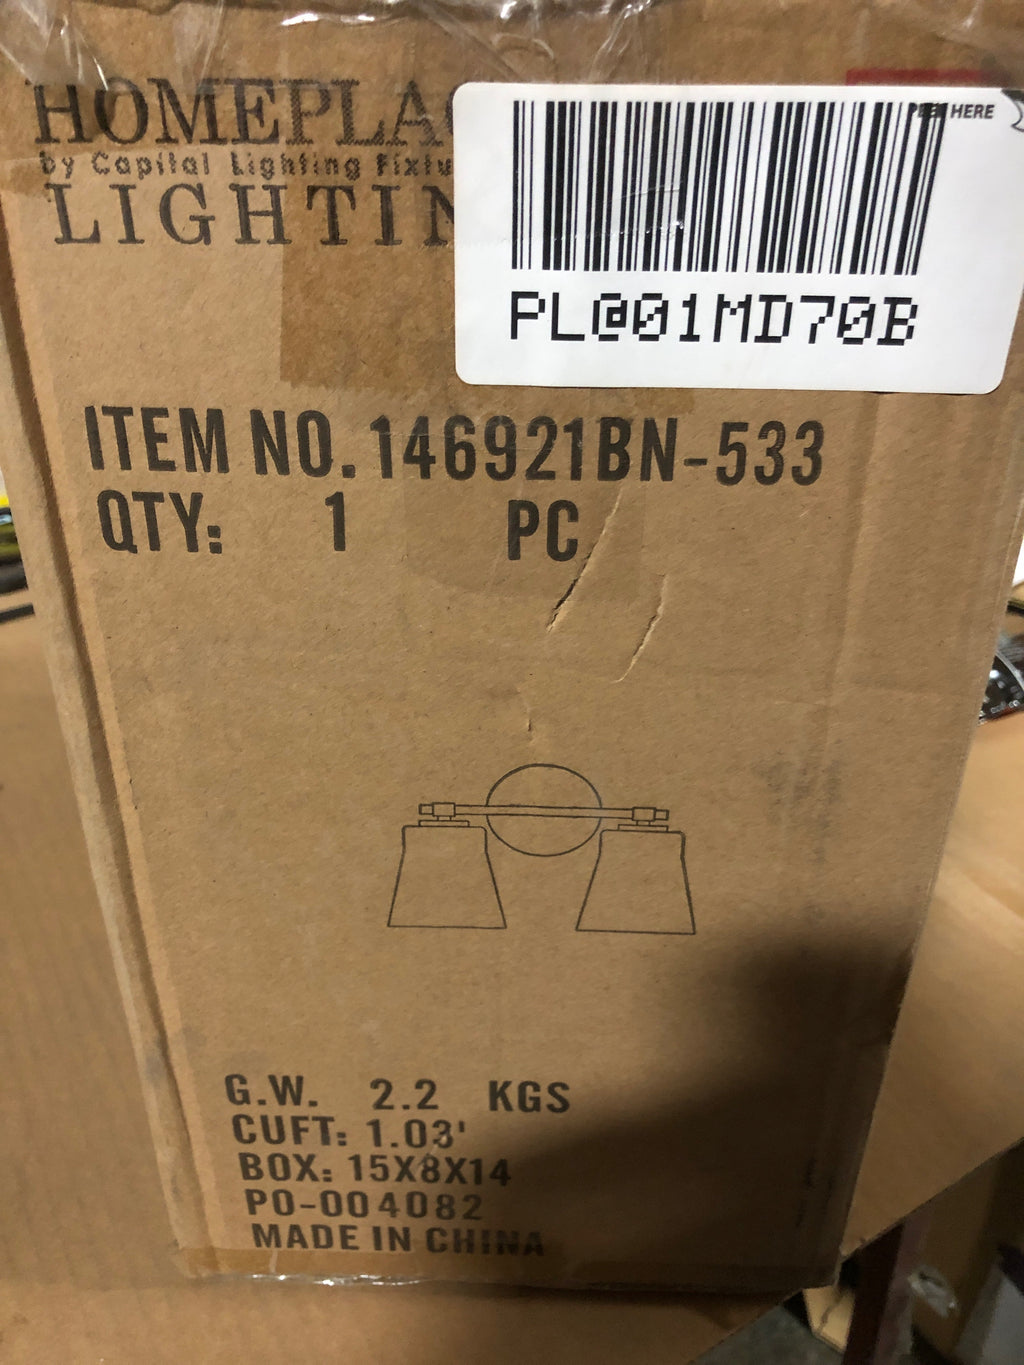 HOMEPLAC
by Capital Lighting Fixtu
LIGHTIN
HERE
PL@01MD70B
ITEM NO. 146921BN-533
QTY: 1 PC
G.W. 2.2 KGS
CUFT: 1.03'
BOX: 15X8X14
PO-004082
MADE IN CHINA